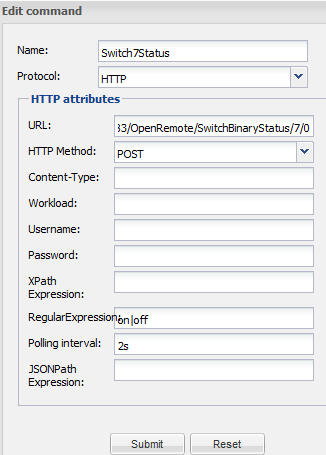 Edit command
Name: Switch7Status
Protocol: HTTP
HTTP attributes
URL: 33/OpenRemote/SwitchBinaryStatus/7/0
HTTP Method: POST
Content-Type:
Workload:
Username:
Password:
XPath
Expression:
RegularExpression: on|off
Polling interval: 2s
JSONPath
Expression:
Submit Reset